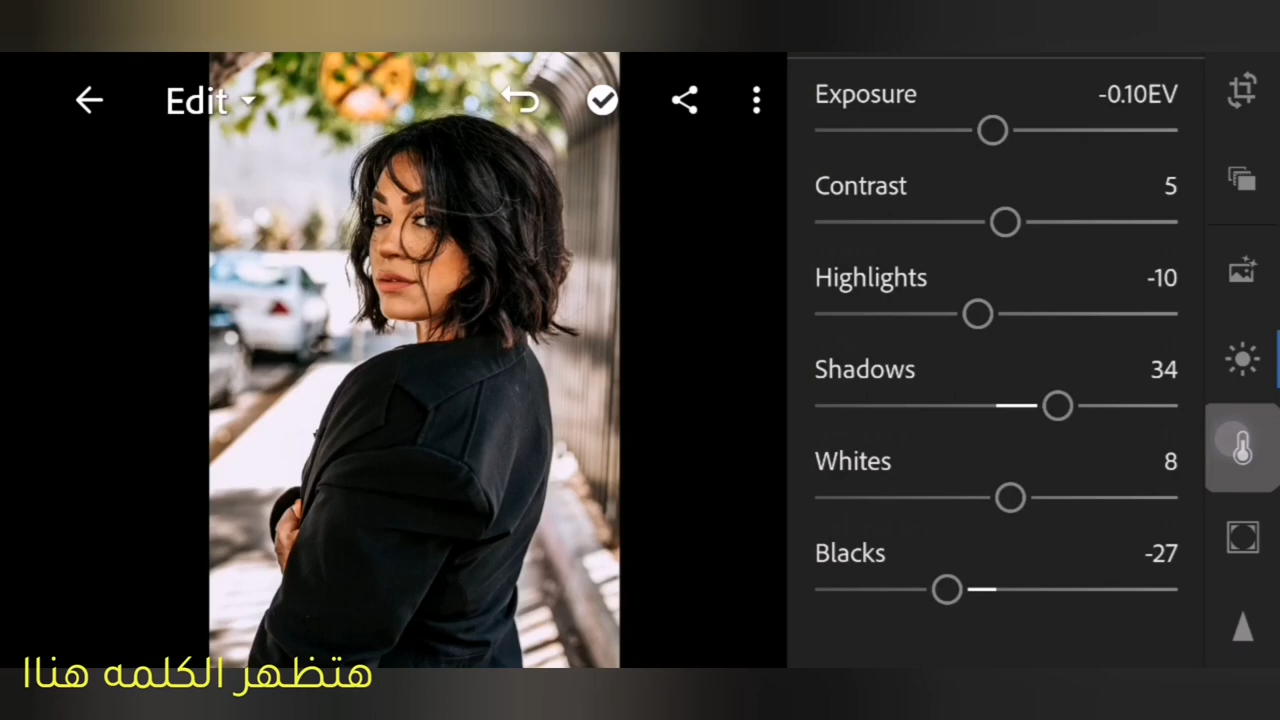 Edit
Exposure -0.10EV
Contrast 5
Highlights -10
Shadows 34
Whites 8
Blacks -27
هتظهر الكلمه هناا